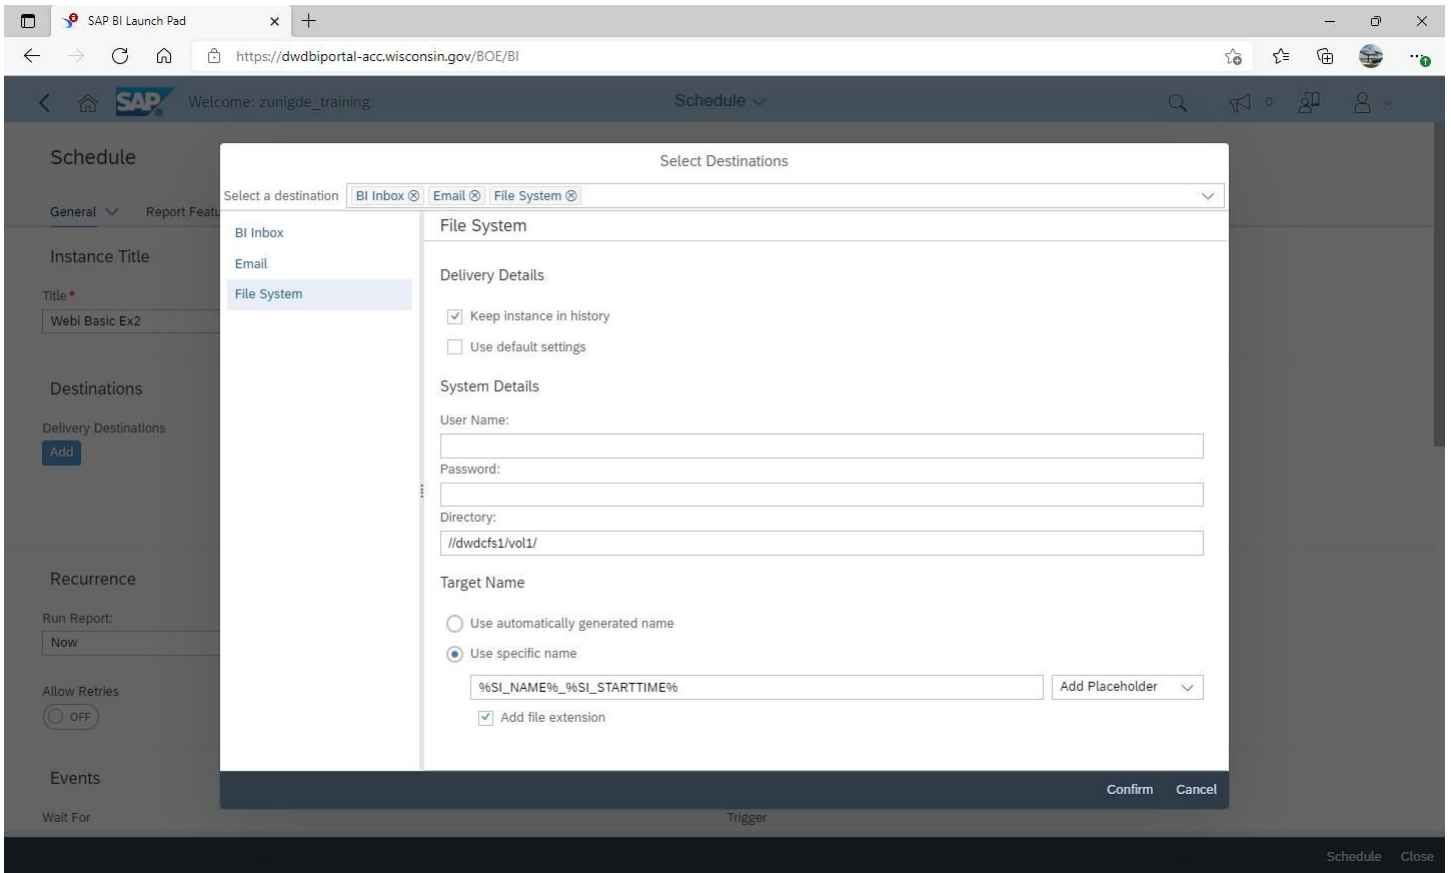 SAP BI Launch Pad
https://dwdbiportal-acc.wisconsin.gov/BOE/BI
SAP Welcome: zunigde_training Schedule 0
Schedule
General Report Featu
Instance Title
Title*
Webi Basic Ex2
Destinations
Delivery Destinations
Add
Recurrence
Run Report:
Now
Allow Retries
OFF
Events
Wait For
Trigger
Select Destinations
Select a destination BI Inbox Email File System
BI Inbox
Email
File System
File System
Delivery Details
Keep instance in history
Use default settings
System Details
User Name:
Password:
Directory:
//dwdcfs1/vol1/
Target Name
Use automatically generated name
Use specific name
%SI_NAME%_%SI_STARTTIME% Add Placeholder
Add file extension
Confirm Cancel
Schedule Close